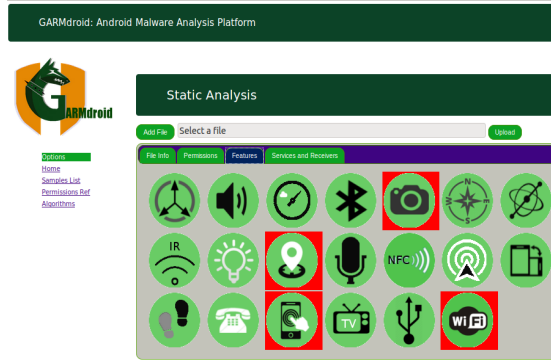 GARMdroid: Android Malware Analysis Platform
GARMdroid
Static Analysis
Add File Select a file Upload
File Info Permissions Features Services and Receivers
Options
Home
Samples List
Permissions Ref
Algorithms
N
W E
S
IR
NFC
TV
WiFi